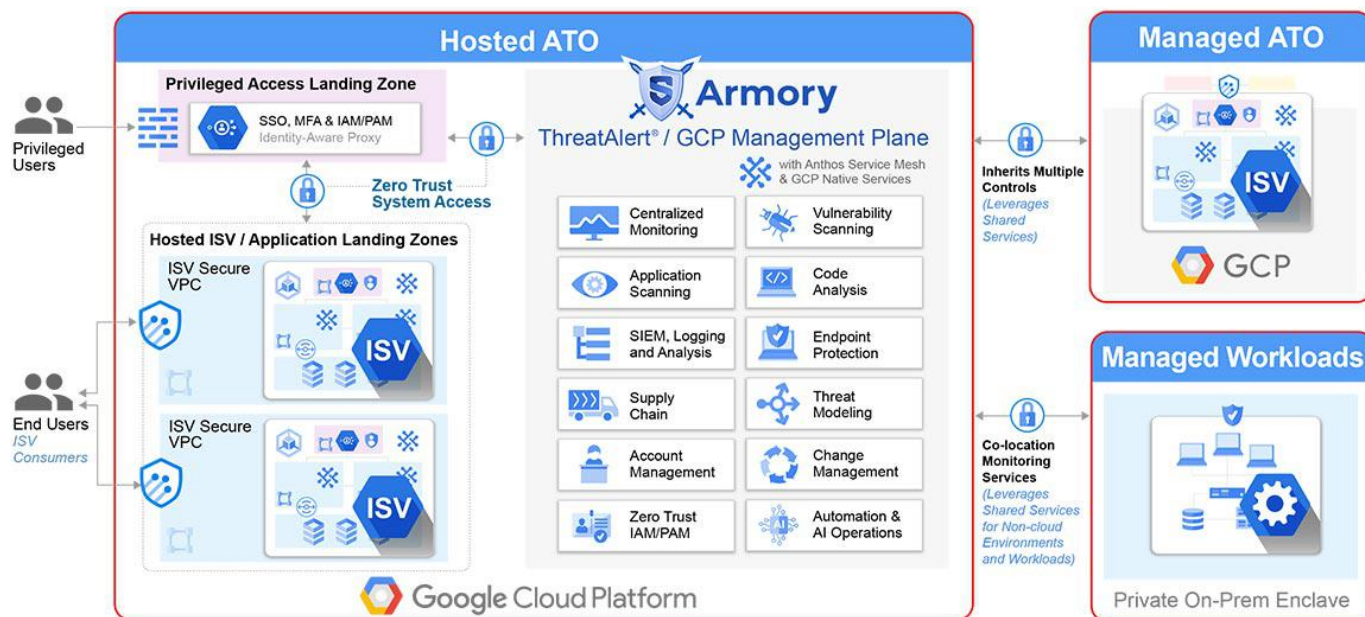 Hosted ATO
Privileged Access Landing Zone
SSO, MFA & IAM/PAM
Identity-Aware Proxy
Privileged
Users
Zero Trust
System Access
Hosted ISV / Application Landing Zones
ISV Secure
VPC
ISV
ISV Secure
VPC
ISV
End Users
ISV
Consumers
S
Armory
ThreatAlert® / GCP Management Plane
with Anthos Service Mesh
& GCP Native Services
Centralized
Monitoring
Vulnerability
Scanning
Application
Scanning
</>
Code
Analysis
SIEM, Logging
and Analysis
Endpoint
Protection
Supply
Chain
Threat
Modeling
Account
Management
Change
Management
Zero Trust
IAM/PAM
AI
Automation &
AI Operations
Google Cloud Platform
Inherits Multiple
Controls
(Leverages
Shared
Services)
Co-location
Monitoring
Services
(Leverages
Shared Services
for Non-cloud
Environments
and Workloads)
Managed ATO
ISV
GCP
Managed Workloads
Private On-Prem Enclave